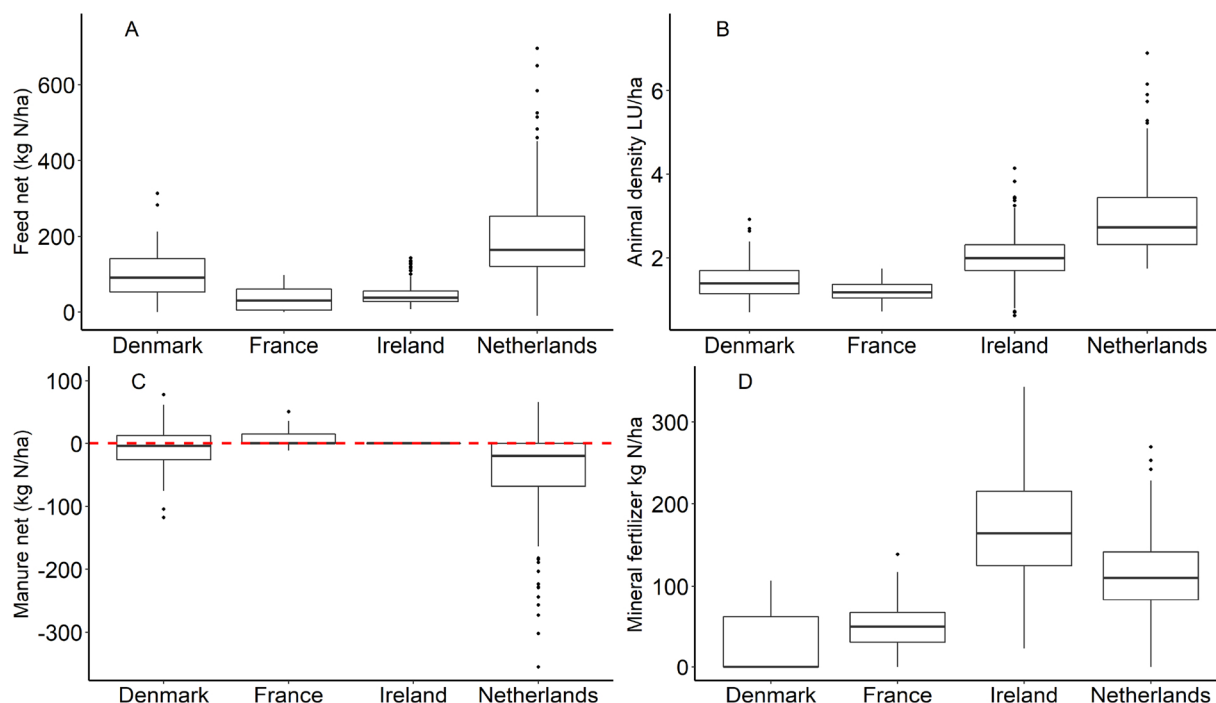 A
Feed net (kg N/ha)
600
400
200
0
Denmark France Ireland Netherlands
B
Animal density LU/ha
6
4
2
Denmark France Ireland Netherlands
C
Manure net (kg N/ha)
100
0
-100
-200
-300
Denmark France Ireland Netherlands
D
Mineral fertilizer kg N/ha
300
200
100
0
Denmark France Ireland Netherlands